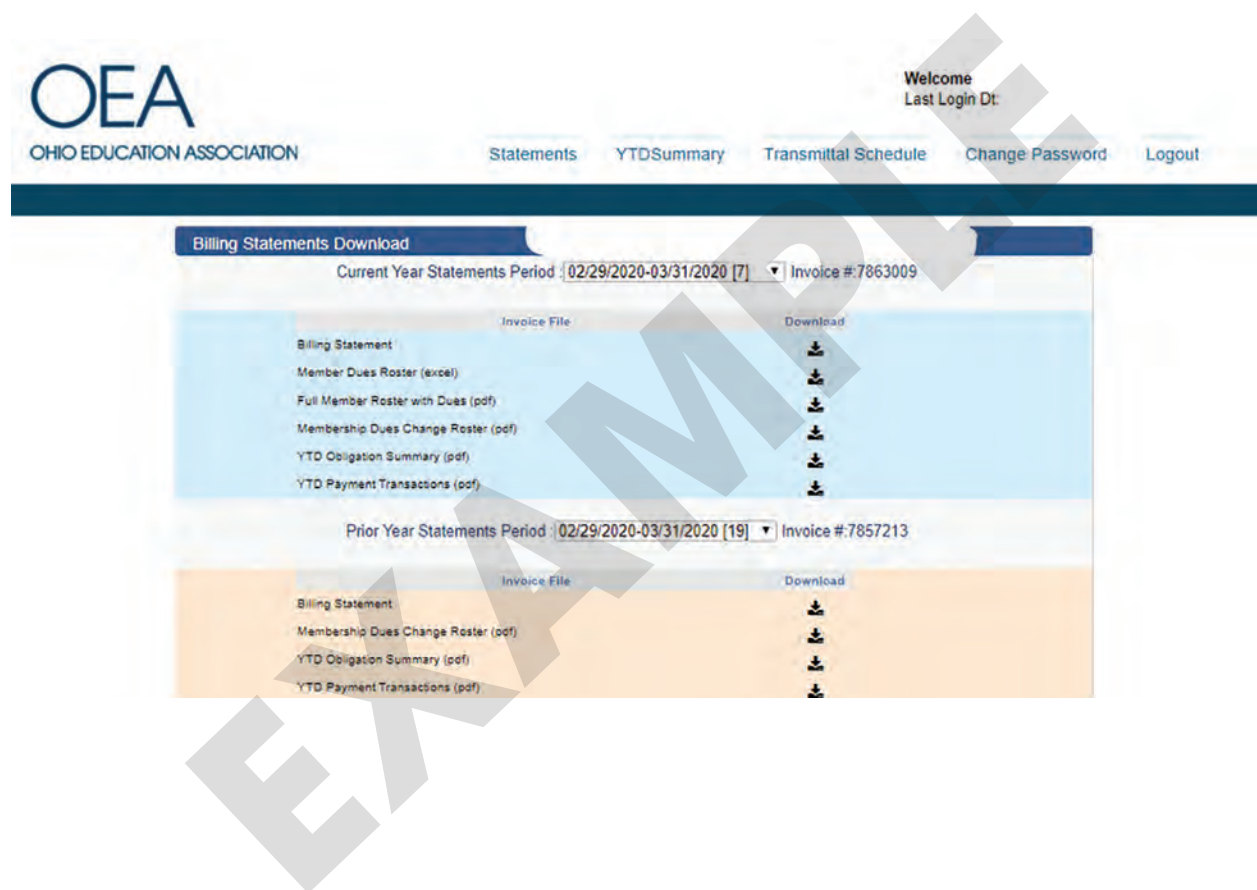 OEA
OHIO EDUCATION ASSOCIATION
Welcome
Last Login Dt:
Statements YTDSummary Transmittal Schedule Change Password Logout
Billing Statements Download
Current Year Statements Period : 02/29/2020-03/31/2020 [7] Invoice #:7863009
Invoice File Download
Billing Statement
Member Dues Roster (excel)
Full Member Roster with Dues (pdf)
Membership Dues Change Roster (pdf)
YTD Obligation Summary (pdf)
YTD Payment Transactions (pdf)
Prior Year Statements Period : 02/29/2020-03/31/2020 [19] Invoice #:7857213
Invoice File Download
Billing Statement
Membership Dues Change Roster (pdf)
YTD Obligation Summary (pdf)
YTD Payment Transactions (pdf)
EXAMPLE